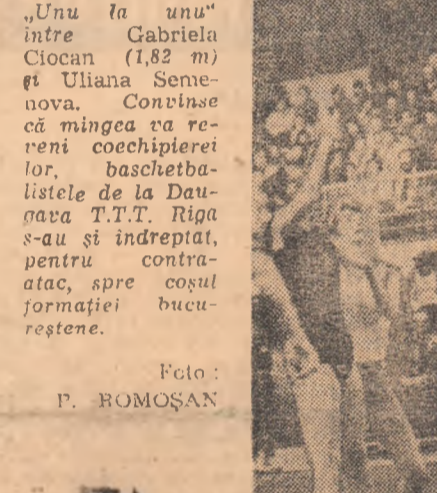 „Unu la unu“
între Gabriela
Ciocan (1,82 m)
și Uliana Seme-
nova. Convinse
că mingea va re-
veni coechipierei
lor, baschetba-
listele de la Dau-
gava T.T.T. Riga
s-au și îndreptat,
pentru contra-
atac, spre coșul
formației bucu-
reștene.
Foto :
P. ROMOȘAN